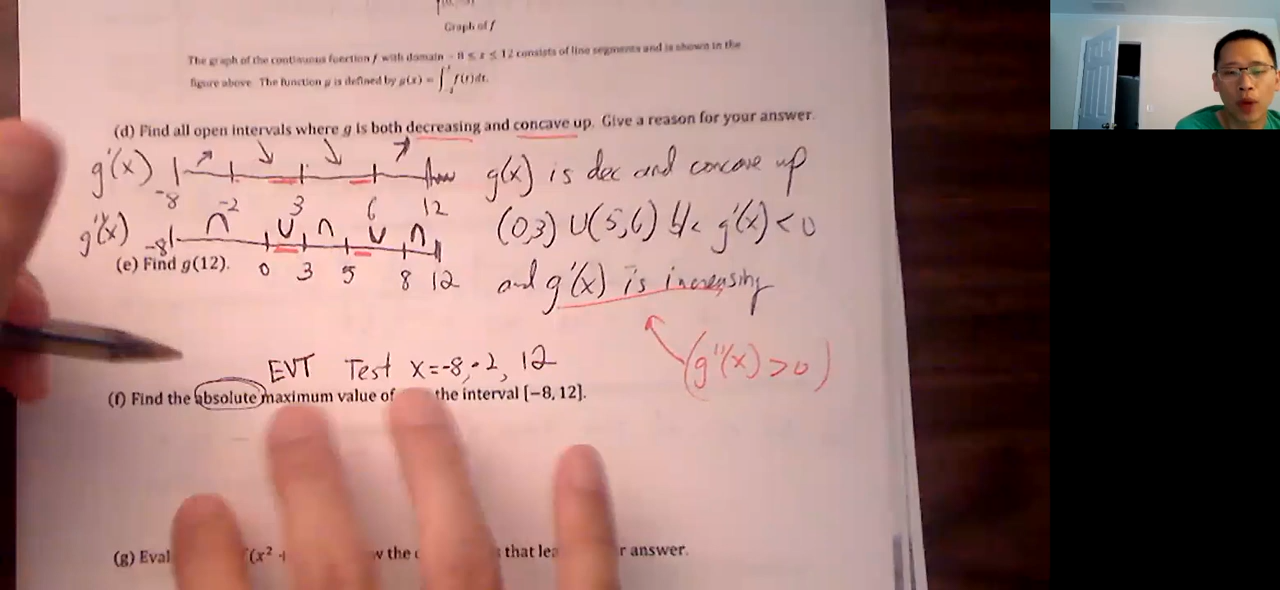 Graph of f
The graph of the continuous function f with domain - 8 ≤ x ≤ 12 consists of line segments and is shown in the
figure above. The function g is defined by g(x) = ∫ f(t)dt.
(d) Find all open intervals where g is both decreasing and concave up. Give a reason for your answer.
g'(x)
-8 -2 3 6 12
g'(x) -8 0 3 5 8 12
g(x) is dec and concave up
(0,3) U (5,6) b/c g'(x) < 0
and g'(x) is increasing
(g''(x) > 0)
(e) Find g(12).
EVT Test x = -8, -2, 12
(f) Find the absolute maximum value of the interval [-8, 12].
(g) Eval (x² the that lea r answer.